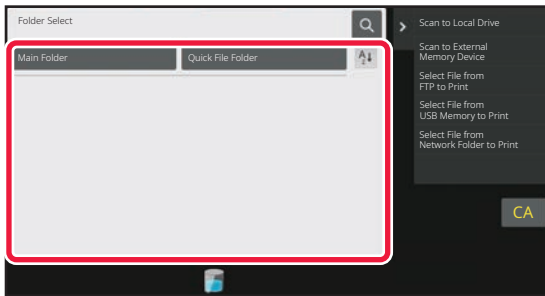 Folder Select
Main Folder
Quick File Folder
Scan to Local Drive
Scan to External
Memory Device
Select File from
FTP to Print
Select File from
USB Memory to Print
Select File from
Network Folder to Print
CA